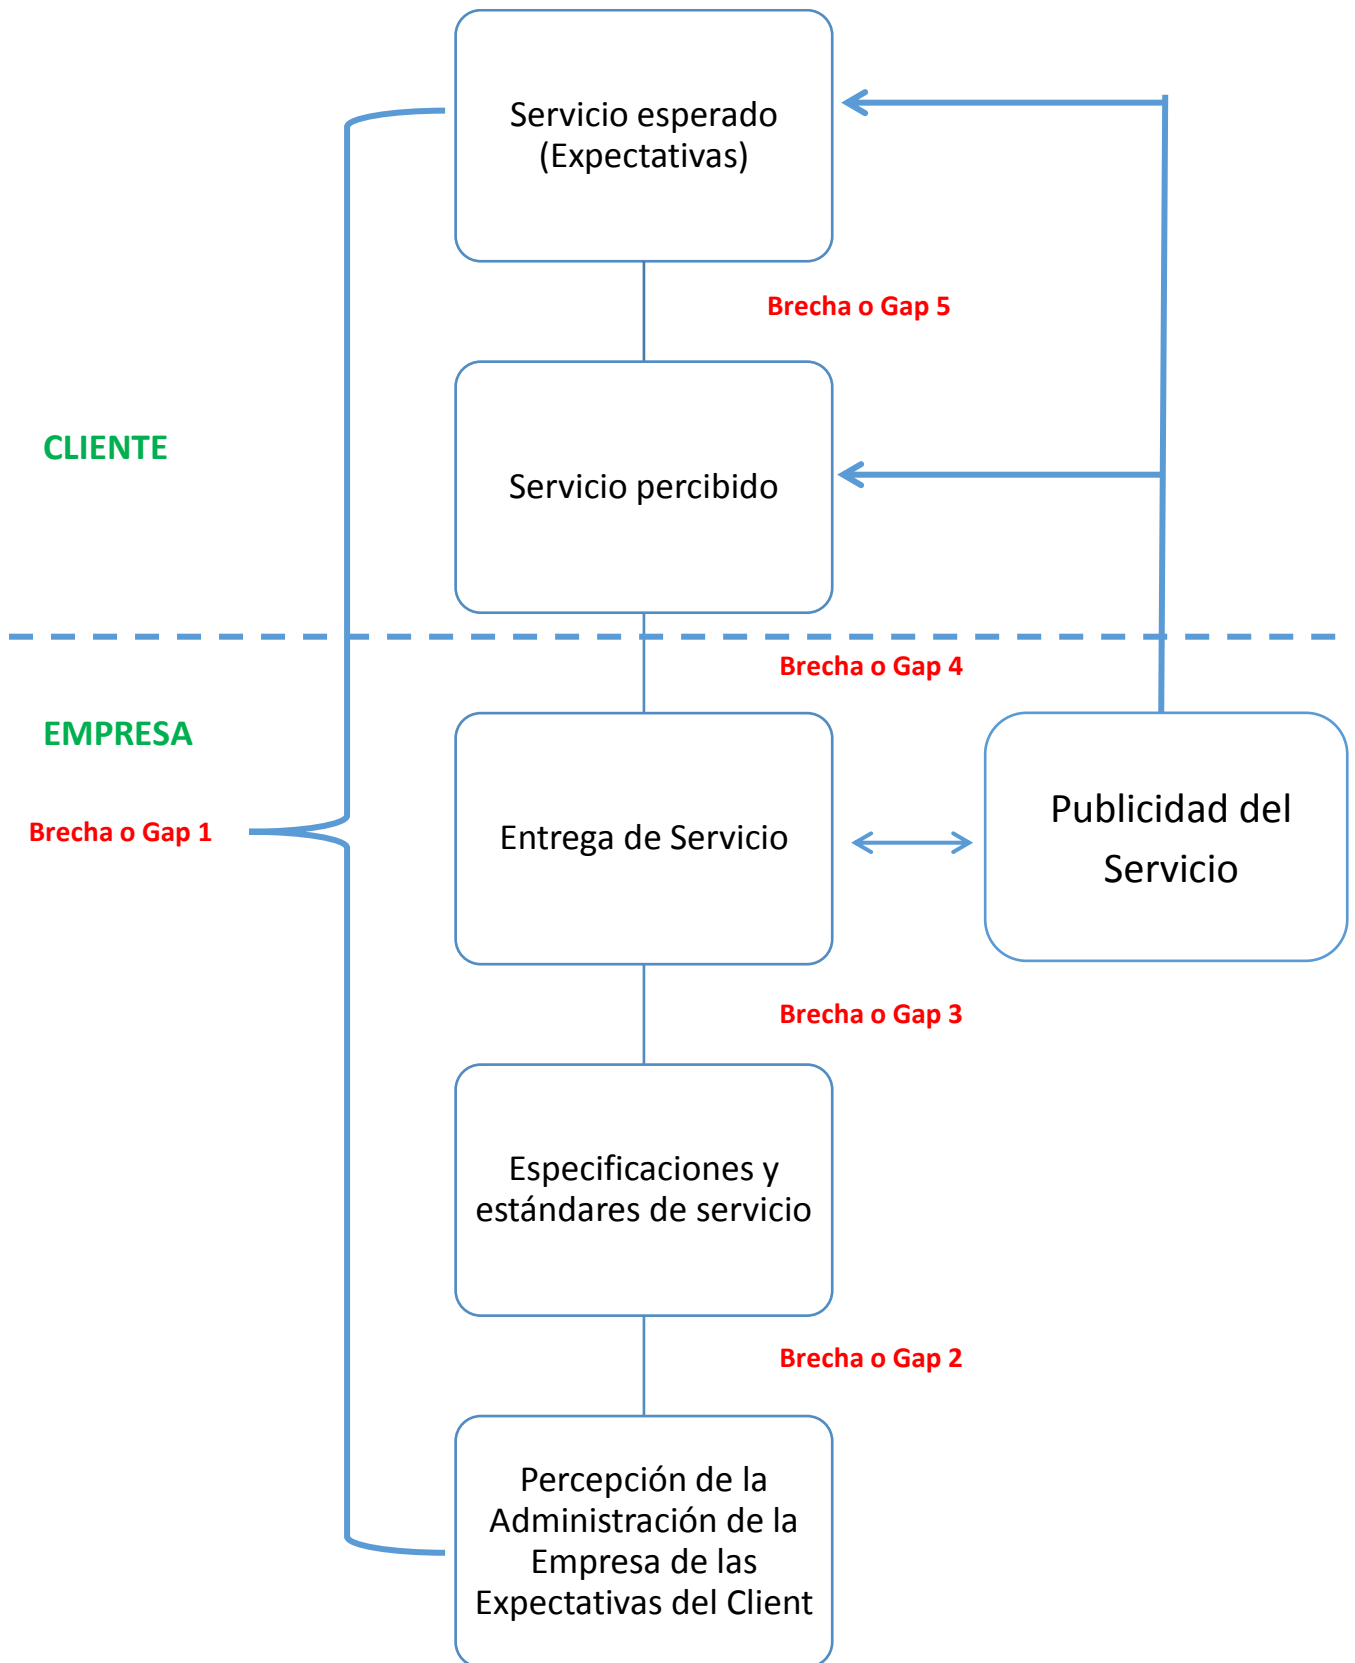 Servicio esperado
(Expectativas)
Brecha o Gap 5
CLIENTE
Servicio percibido
Brecha o Gap 4
EMPRESA
Brecha o Gap 1
Entrega de Servicio
Publicidad del
Servicio
Brecha o Gap 3
Especificaciones y
estándares de servicio
Brecha o Gap 2
Percepción de la
Administración de la
Empresa de las
Expectativas del Client